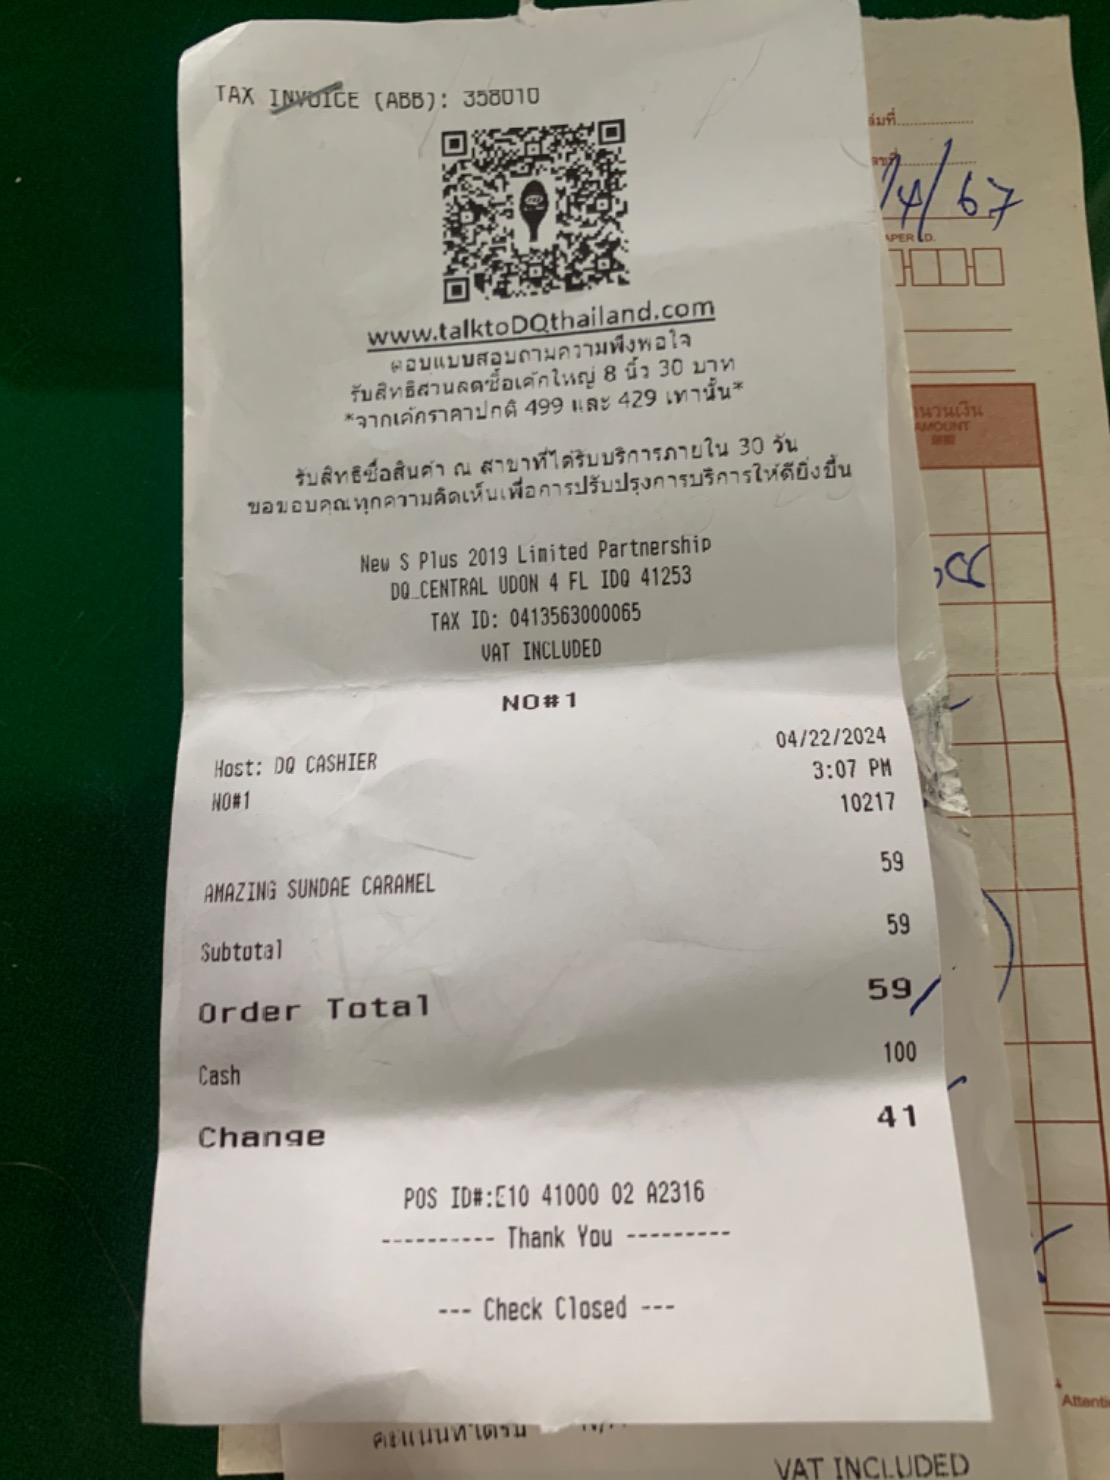 TAX INVOICE (ABB): 358010
www.talktoDQthailand.com
ตอบแบบสอบถามความพึงพอใจ
รับสิทธิส่วนลดซื้อเค้กใหญ่ 8 นิ้ว 30 บาท
*จากเค้กราคาปกติ 499 และ 429 เท่านั้น*
รับสิทธิซื้อสินค้า ณ สาขาที่ได้รับบริการภายใน 30 วัน
ขอขอบคุณทุกความคิดเห็นเพื่อการปรับปรุงการบริการให้ดียิ่งขึ้น
New S Plus 2019 Limited Partnership
DQ_CENTRAL UDON 4 FL IDQ 41253
TAX ID: 0413563000065
VAT INCLUDED
NO#1
Host: DQ CASHIER 04/22/2024
3:07 PM
NO#1 10217
AMAZING SUNDAE CARAMEL 59
Subtotal 59
Order Total 59
Cash 100
Change 41
POS ID#:E10 41000 02 A2316
---------- Thank You ---------
--- Check Closed ---
/4/67
AMOUNT
Attenti
VAT INCLUDED